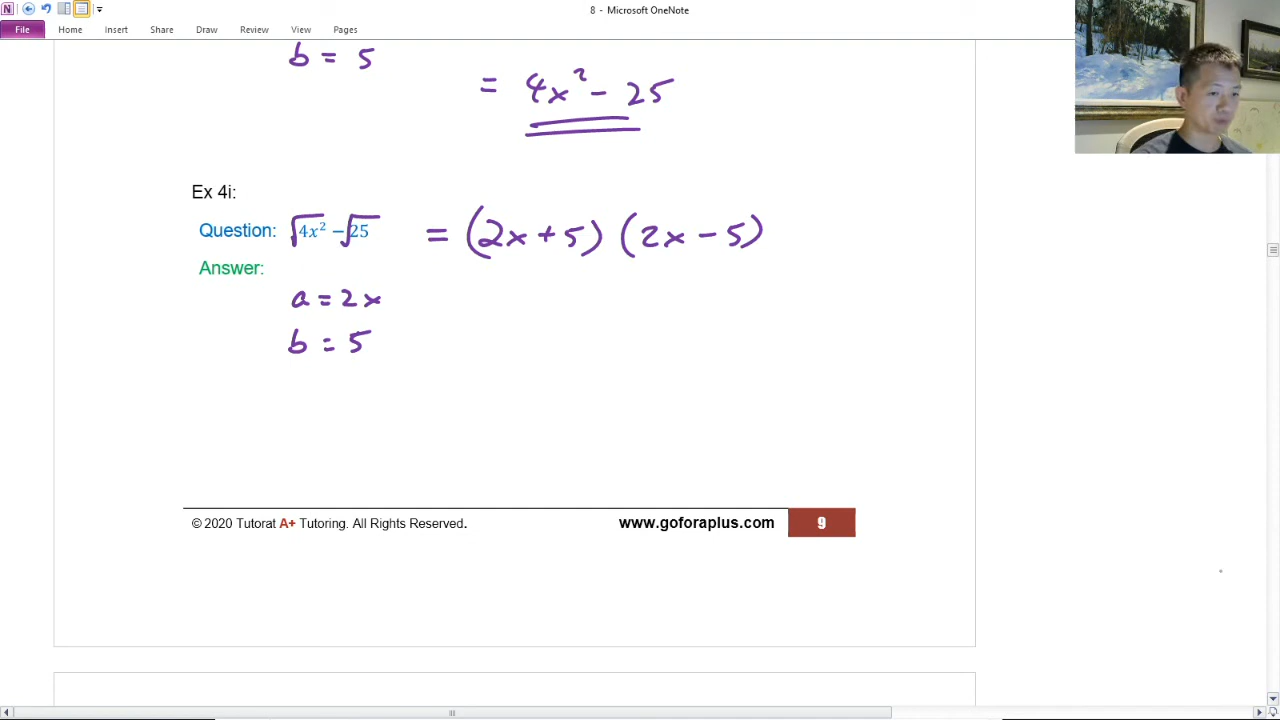 8 - Microsoft OneNote
File Home Insert Share Draw Review View Pages
b = 5
= 4x² - 25
Ex 4i:
Question: √4x² − √25 = (2x + 5) (2x - 5)
Answer:
a = 2x
b = 5
© 2020 Tutorat A+ Tutoring. All Rights Reserved. www.goforaplus.com 9